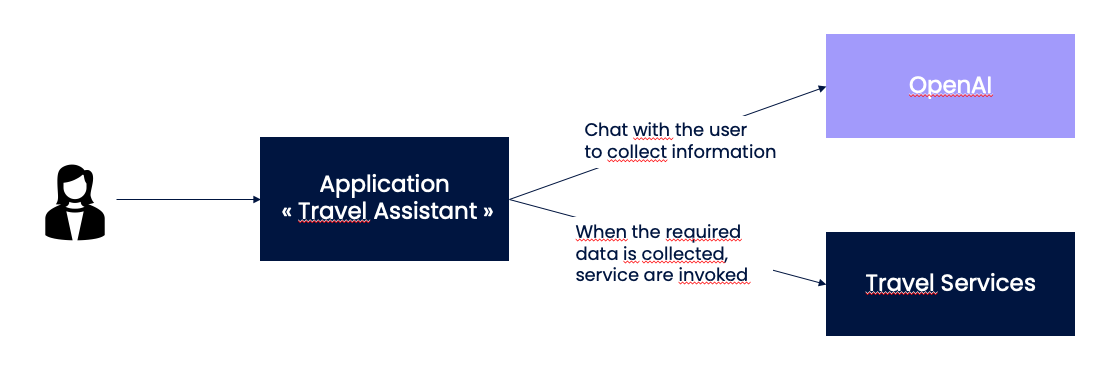 OpenAI
Chat with the user
to collect information
Application
« Travel Assistant »
When the required
data is collected,
service are invoked
Travel Services